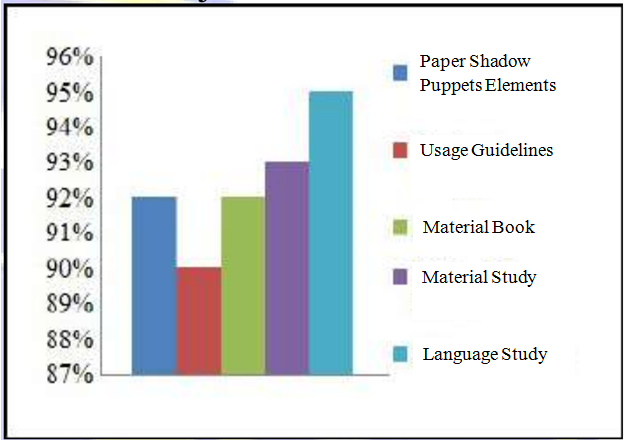 96%
95%
94%
93%
92%
91%
90%
89%
88%
87%
Paper Shadow
Puppets Elements
Usage Guidelines
Material Book
Material Study
Language Study